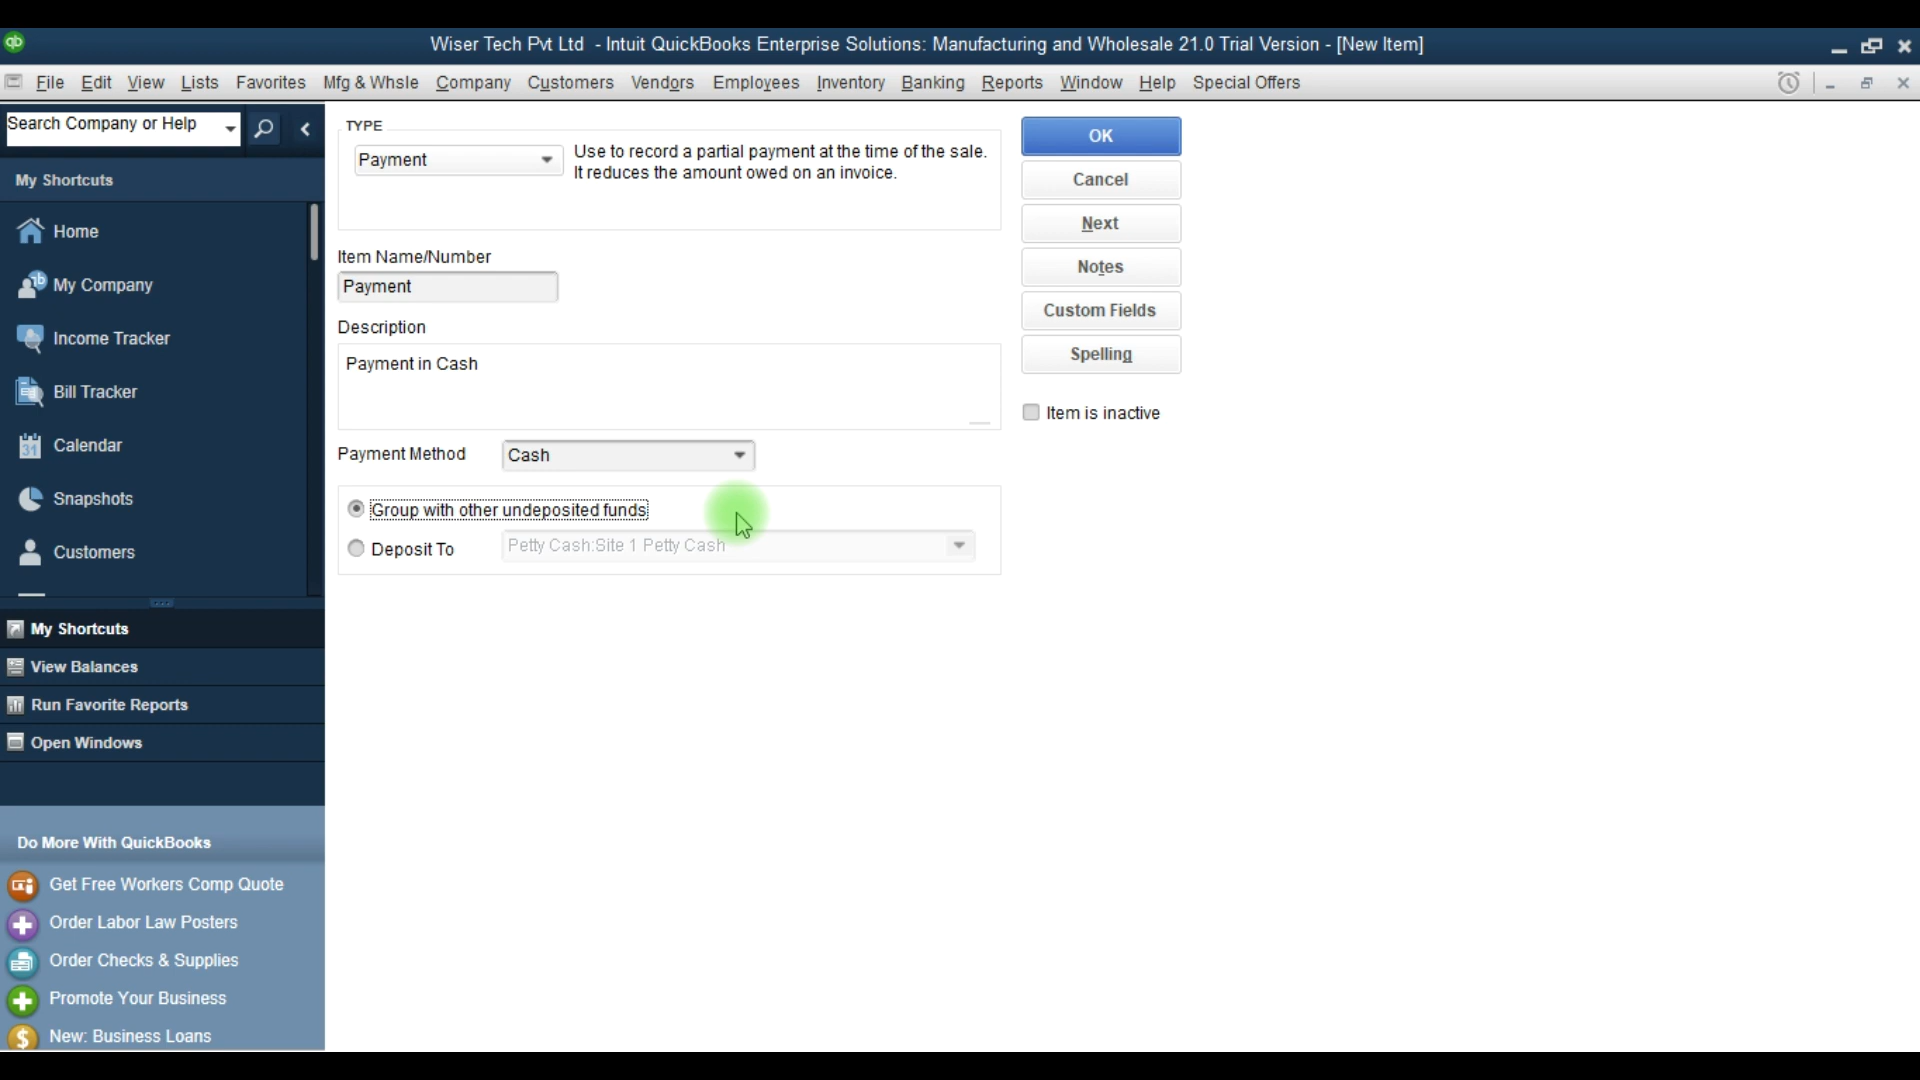 qb
Wiser Tech Pvt Ltd - Intuit QuickBooks Enterprise Solutions: Manufacturing and Wholesale 21.0 Trial Version - [New Item]
File Edit View Lists Favorites Mfg & Whsle Company Customers Vendors Employees Inventory Banking Reports Window Help Special Offers
Search Company or Help
My Shortcuts
Home
My Company
Income Tracker
Bill Tracker
31 Calendar
Snapshots
Customers
My Shortcuts
View Balances
Run Favorite Reports
Open Windows
Do More With QuickBooks
Get Free Workers Comp Quote
Order Labor Law Posters
Order Checks & Supplies
Promote Your Business
New: Business Loans
TYPE
Payment
Use to record a partial payment at the time of the sale.
It reduces the amount owed on an invoice.
Item Name/Number
Payment
Description
Payment in Cash
Payment Method Cash
Group with other undeposited funds
Deposit To Petty Cash:Site 1 Petty Cash
OK
Cancel
Next
Notes
Custom Fields
Spelling
Item is inactive